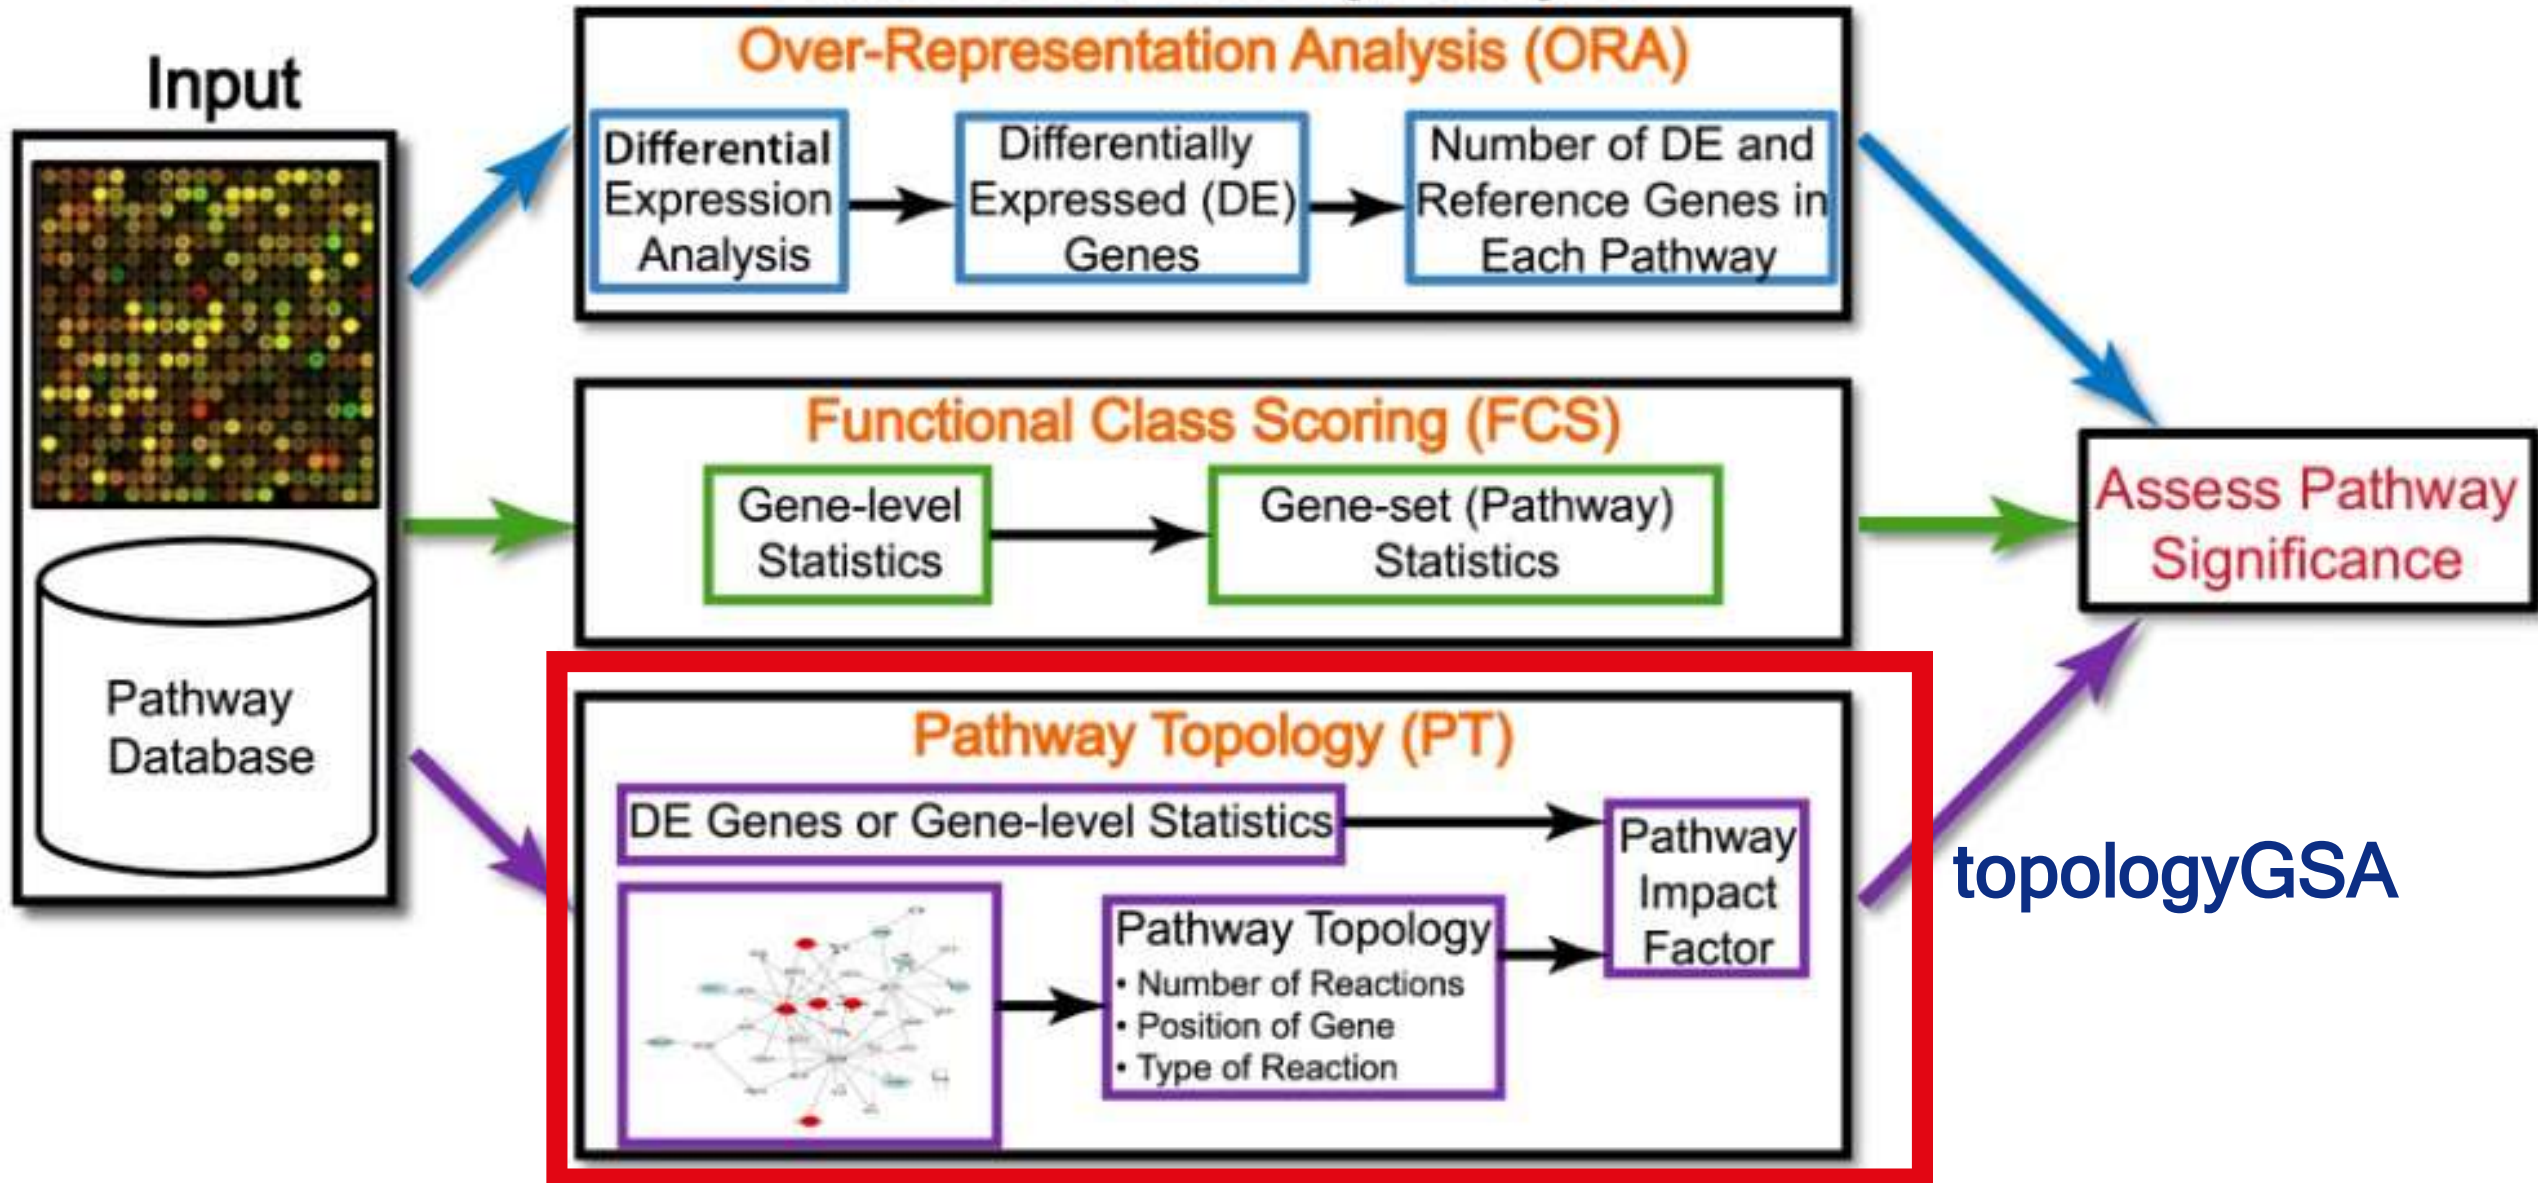 Input
Pathway
Database
Over-Representation Analysis (ORA)
Differential
Expression
Analysis
Differentially
Expressed (DE)
Genes
Number of DE and
Reference Genes in
Each Pathway
Functional Class Scoring (FCS)
Gene-level
Statistics
Gene-set (Pathway)
Statistics
Pathway Topology (PT)
DE Genes or Gene-level Statistics
Pathway Topology
• Number of Reactions
• Position of Gene
• Type of Reaction
Pathway
Impact
Factor
Assess Pathway
Significance
topologyGSA